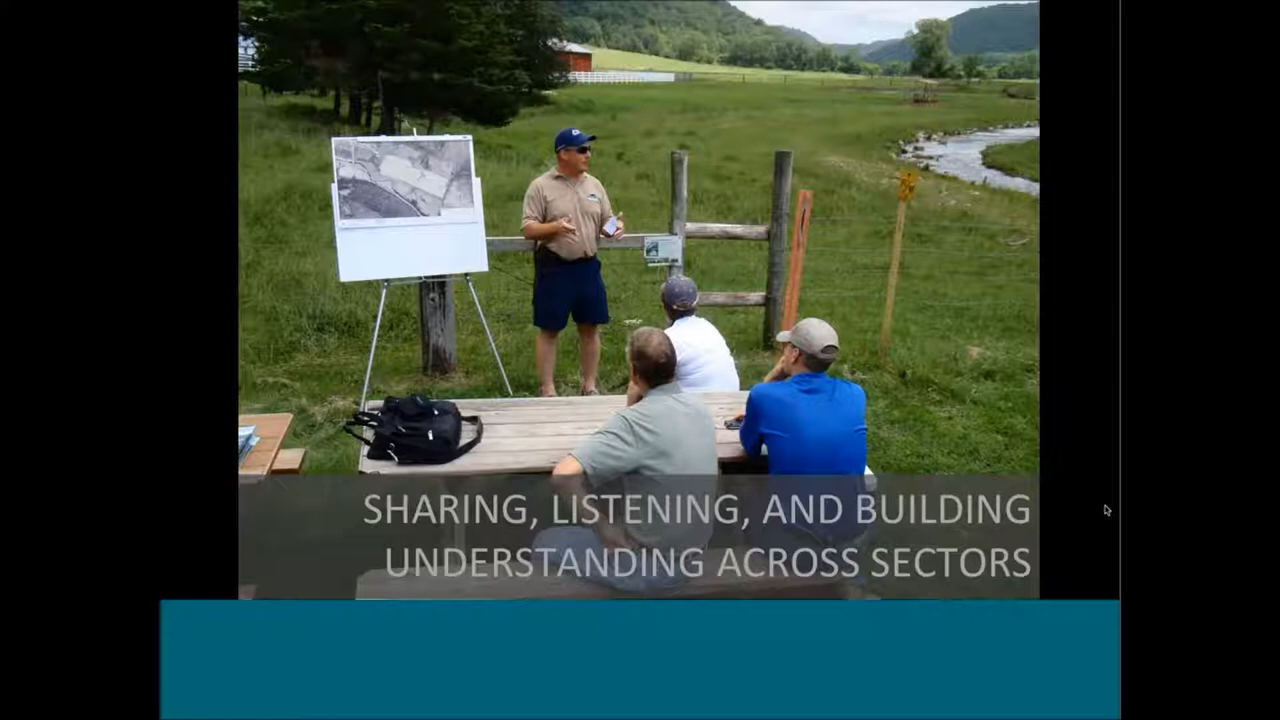 SHARING, LISTENING, AND BUILDING
UNDERSTANDING ACROSS SECTORS